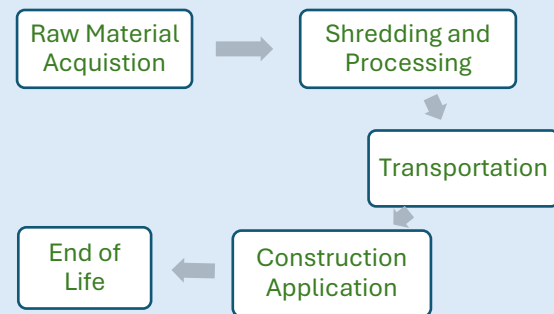 Raw Material
Acquistion
Shredding and
Processing
Transportation
Construction
Application
End of
Life